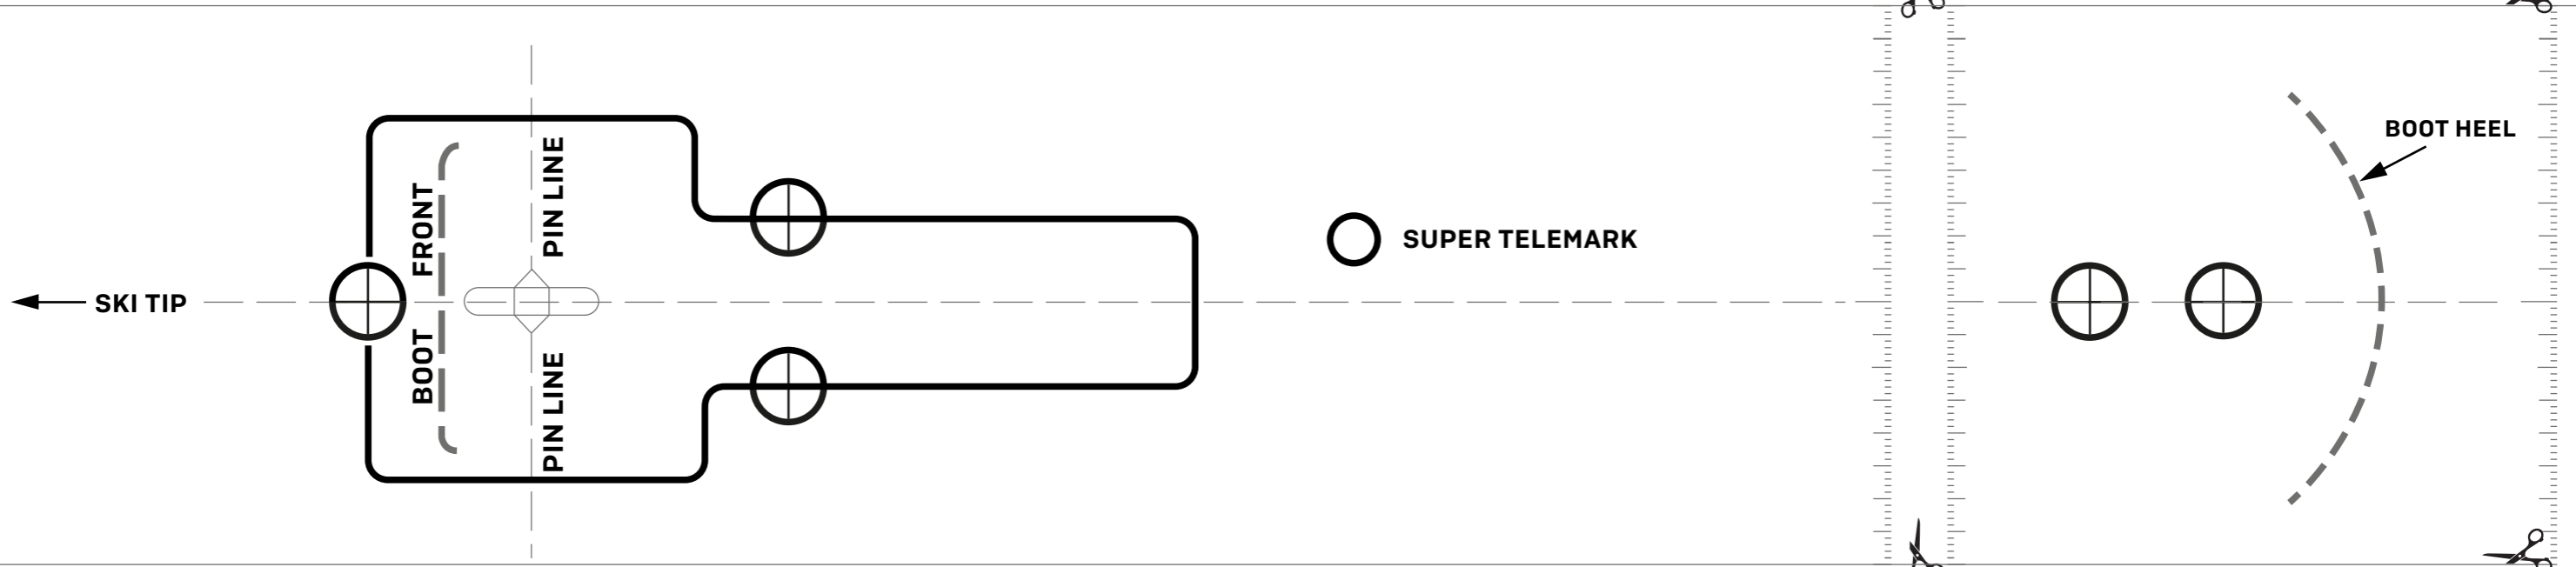 SKI TIP
BOOT FRONT
PIN LINE
PIN LINE
SUPER TELEMARK
BOOT HEEL